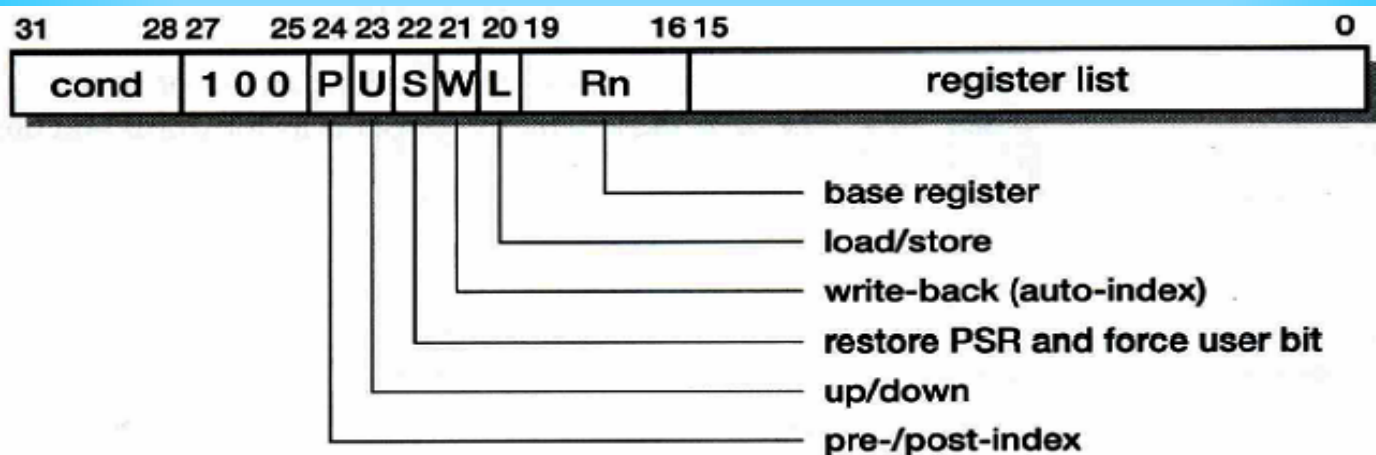 31 28 27 25 24 23 22 21 20 19 16 15 0
cond 1 0 0 P U S W L Rn register list
base register
load/store
write-back (auto-index)
restore PSR and force user bit
up/down
pre-/post-index